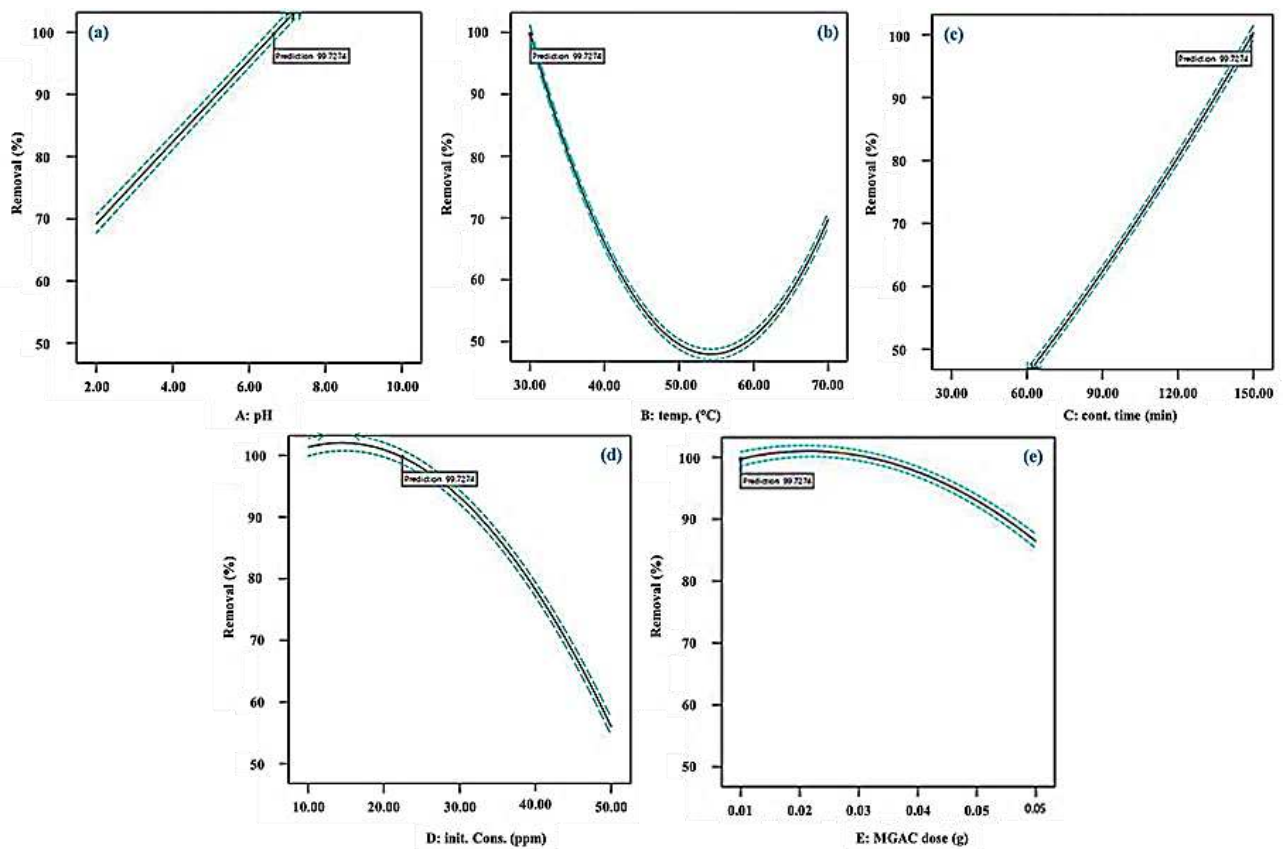 (a)
100
90
80
70
60
50
Removal (%)
Prediction 99.7274
2.00 4.00 6.00 8.00 10.00
A: pH
(b)
100
90
80
70
60
50
Removal (%)
Prediction 99.7274
30.00 40.00 50.00 60.00 70.00
B: temp. (°C)
(c)
100
90
80
70
60
50
Removal (%)
Prediction 99.7274
30.00 60.00 90.00 120.00 150.00
C: cont. time (min)
(d)
100
90
80
70
60
50
Removal (%)
Prediction 99.7274
10.00 20.00 30.00 40.00 50.00
D: init. Cons. (ppm)
(e)
100
90
80
70
60
50
Removal (%)
Prediction 99.7274
0.01 0.02 0.03 0.04 0.05 0.05
E: MGAC dose (g)